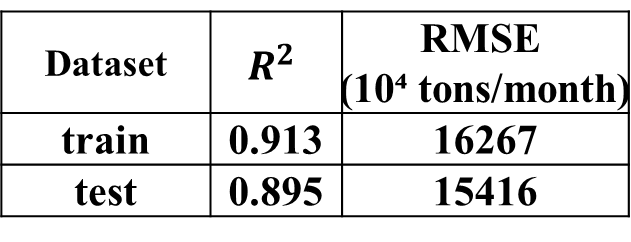 Dataset R² RMSE
(10⁴ tons/month)
train 0.913 16267
test 0.895 15416